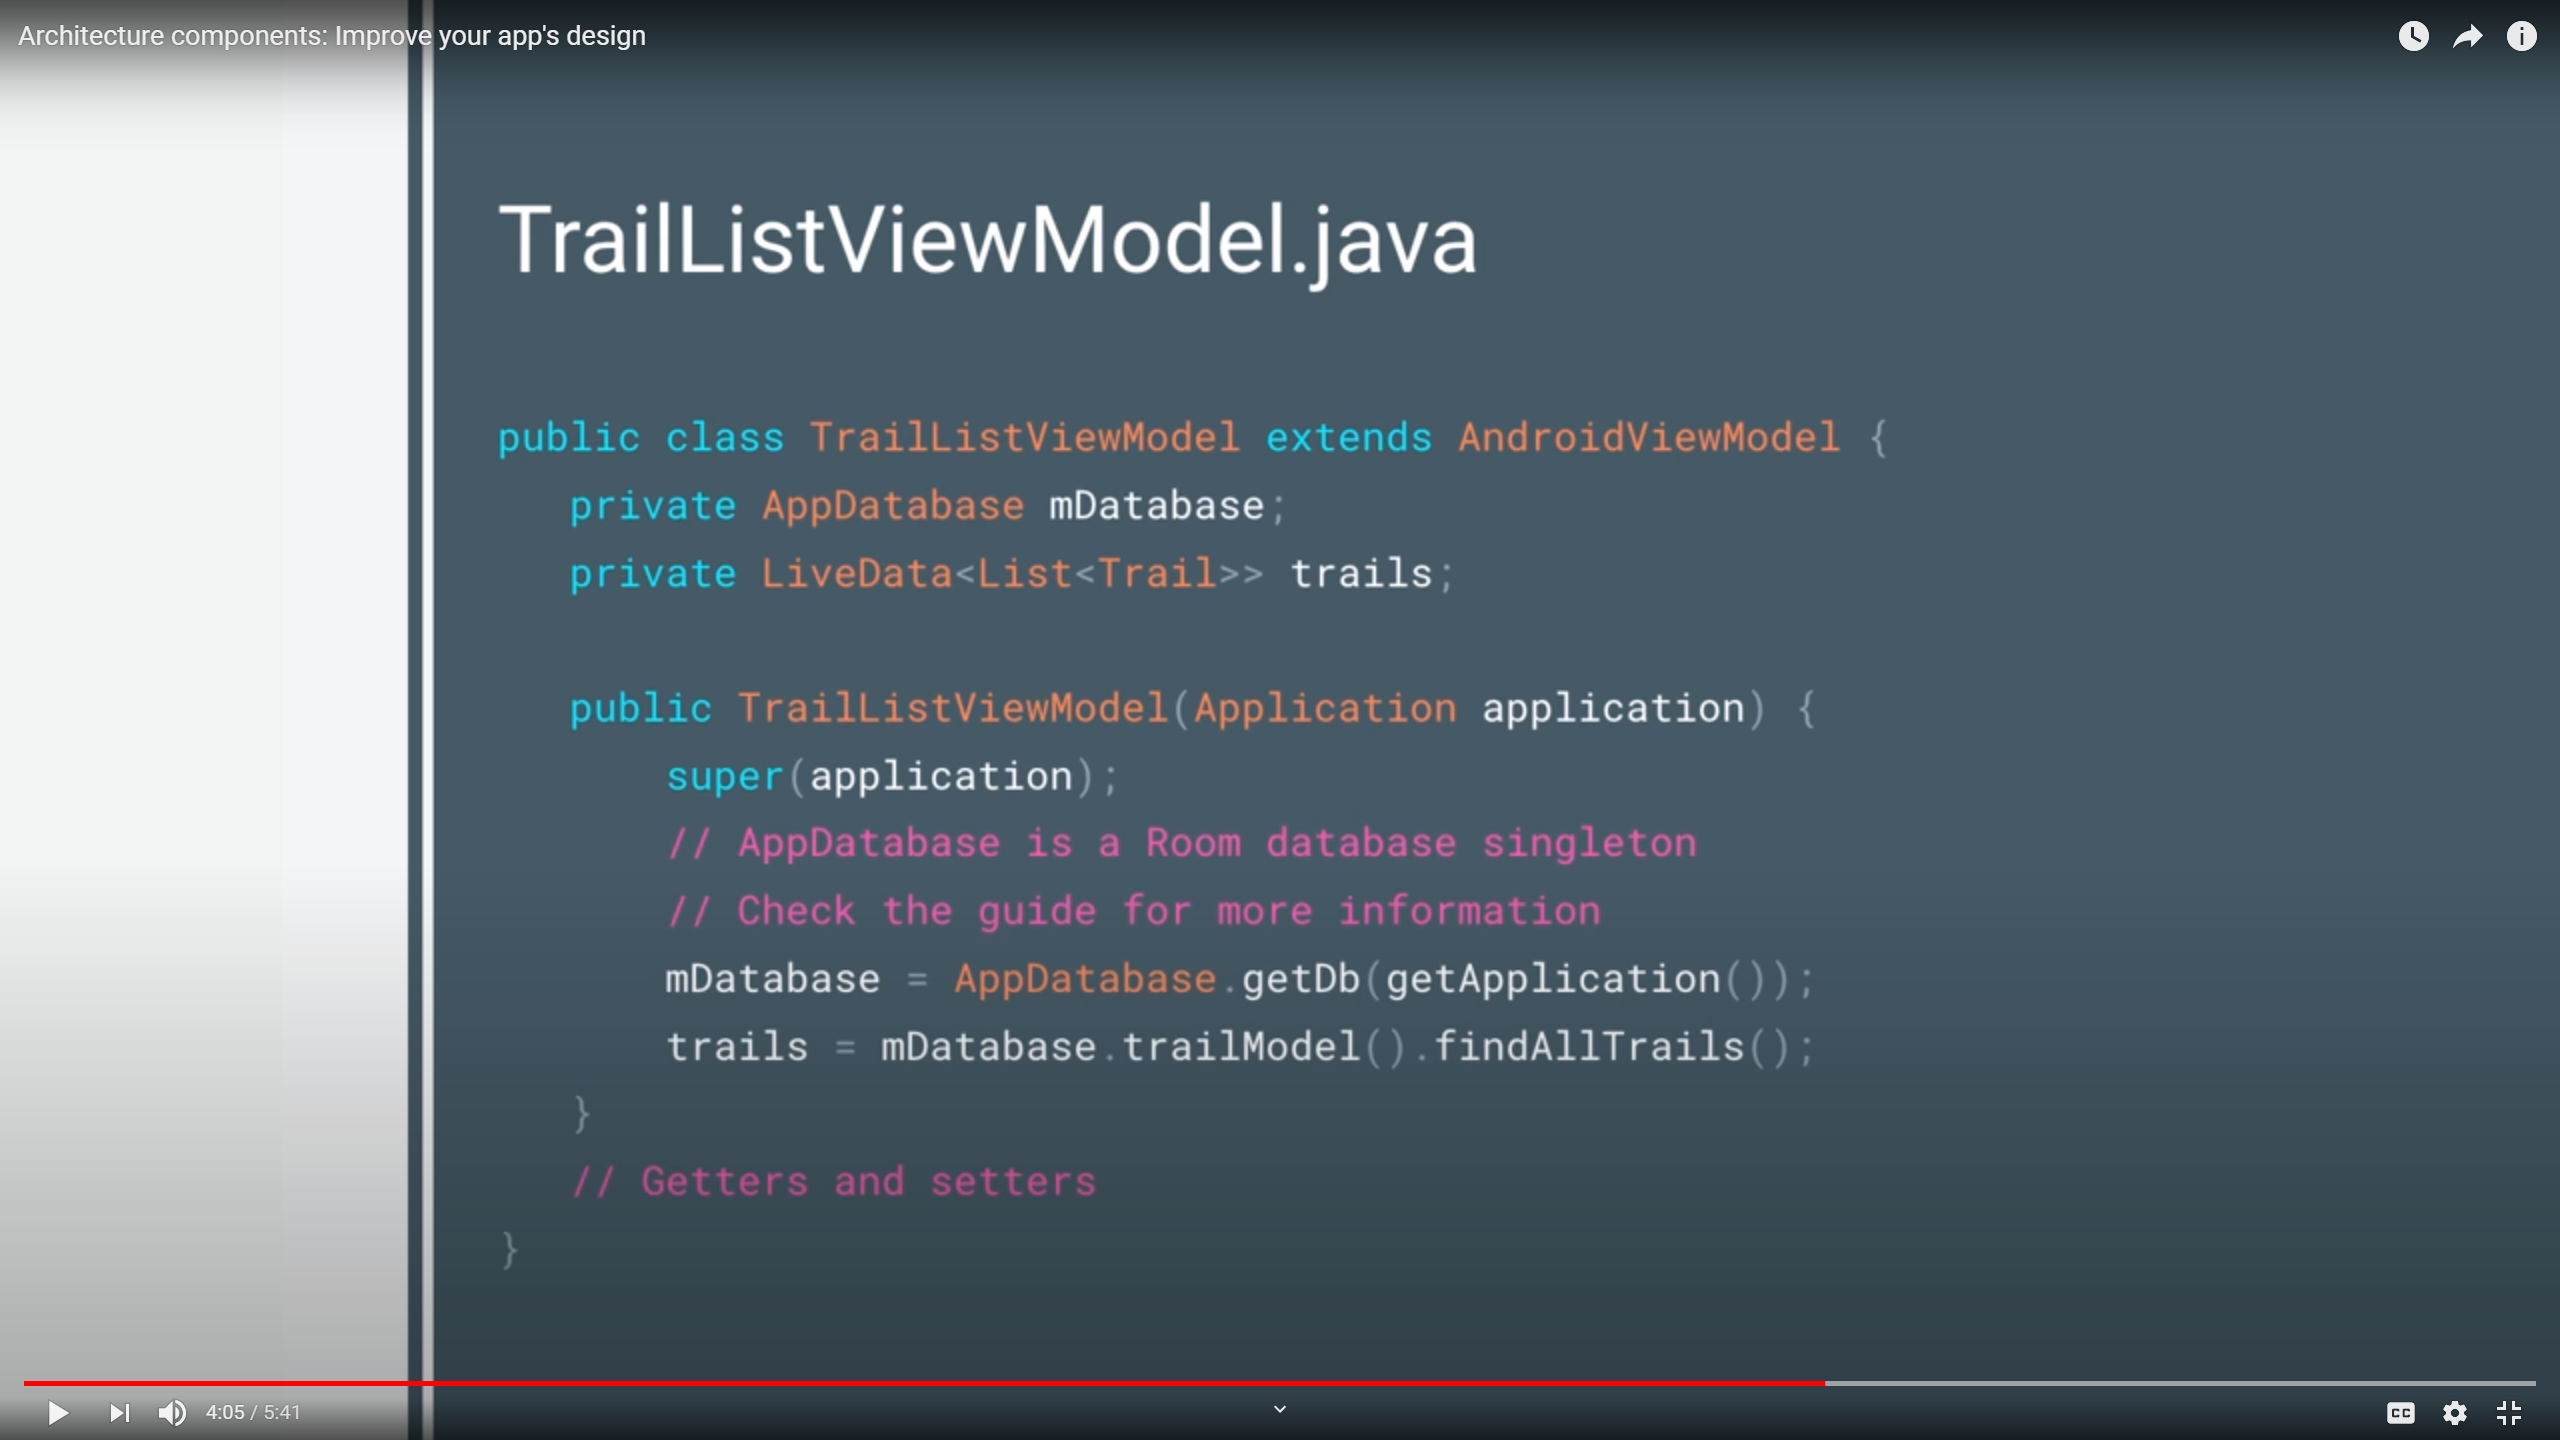 Architecture components: Improve your app's design
TrailListViewModel.java
public class TrailListViewModel extends AndroidViewModel {
private AppDatabase mDatabase;
private LiveData<List<Trail>> trails;
public TrailListViewModel(Application application) {
super(application);
// AppDatabase is a Room database singleton
// Check the guide for more information
mDatabase = AppDatabase.getDb(getApplication());
trails = mDatabase.trailModel().findAllTrails();
}
// Getters and setters
}
4:05 / 5:41
CC